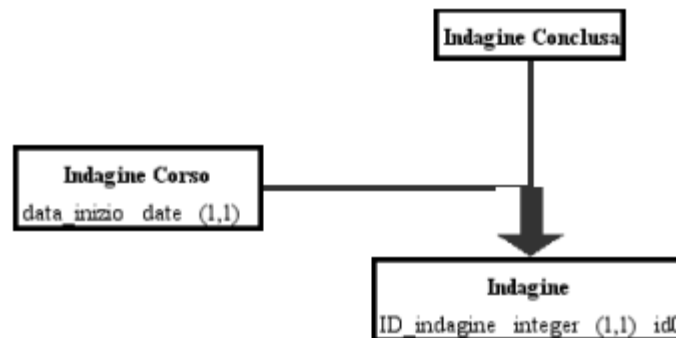 Indagine Conclusa
Indagine Corso
data_inizio date (1,1)
Indagine
ID_indagine integer (1,1)